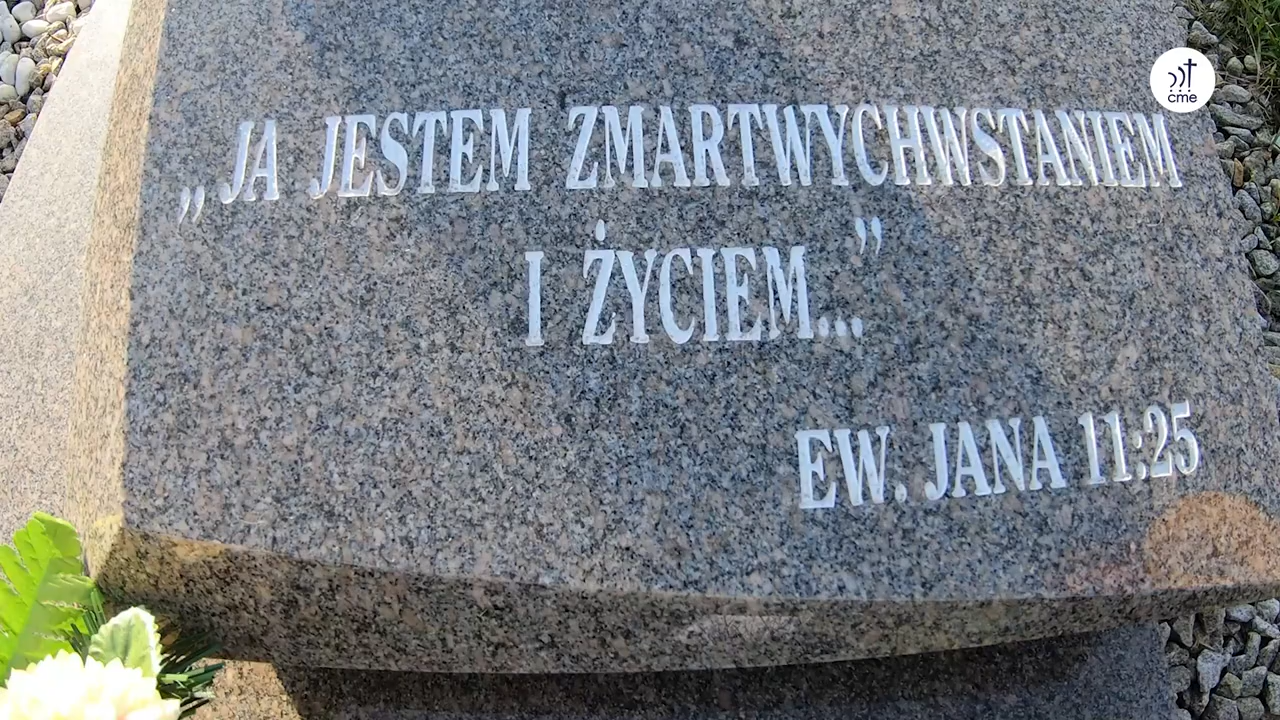 „JA JESTEM ZMARTWYCHWSTANIEM
I ŻYCIEM...”
EW. JANA 11:25
cme